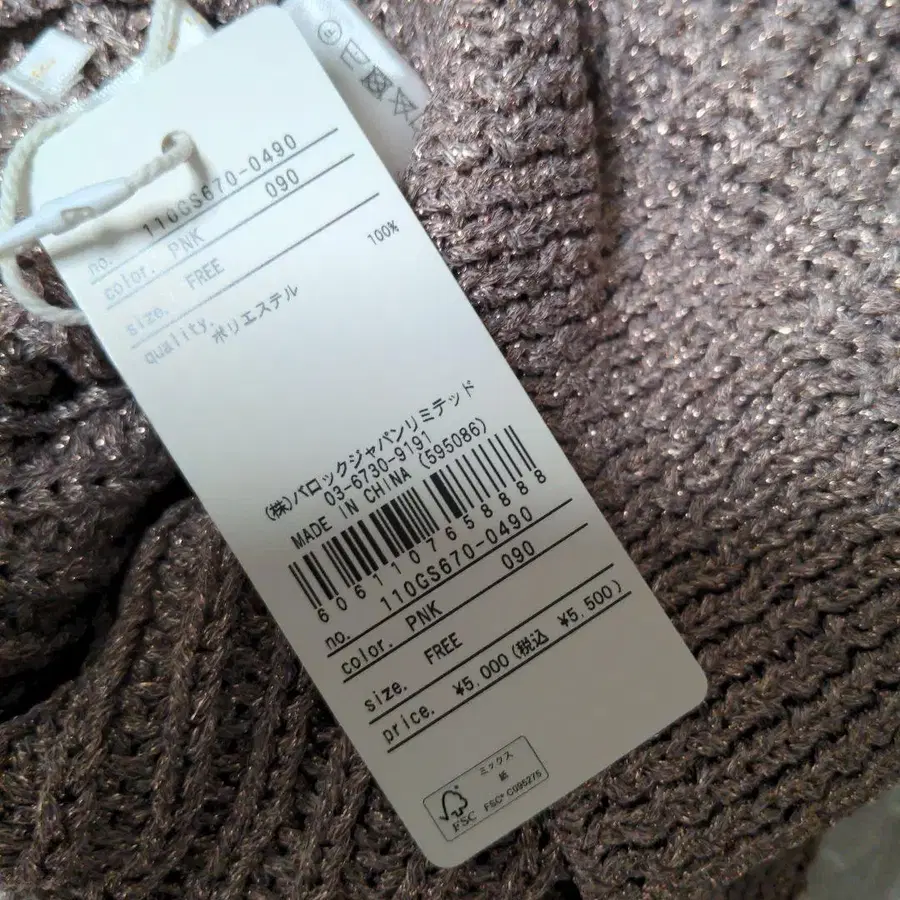 no. 110GS670-0490
color. PNK 090
size. FREE
quality. 100%
ポリエステル
(株)バロックジャパンリミテッド
03-6730-9191
MADE IN CHINA (595086)
6061107658888
no. 110GS670-0490
color. PNK 090
size. FREE
price. ¥5,000(税込 ¥5,500)
ミックス
紙
FSC FSC® C095275